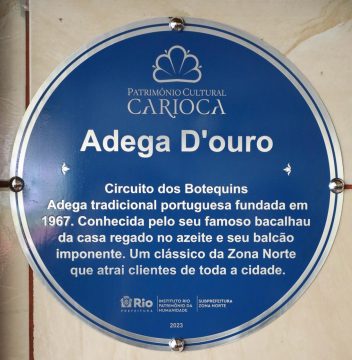 PATRIMÔNIO CULTURAL
CARIOCA
Adega D'ouro
Circuito dos Botequins
Adega tradicional portuguesa fundada em
1967. Conhecida pelo seu famoso bacalhau
da casa regado no azeite e seu balcão
imponente. Um clássico da Zona Norte
que atrai clientes de toda a cidade.
Rio
PREFEITURA
INSTITUTO RIO
PATRIMÔNIO DA
HUMANIDADE
SUBPREFEITURA
ZONA NORTE
2023